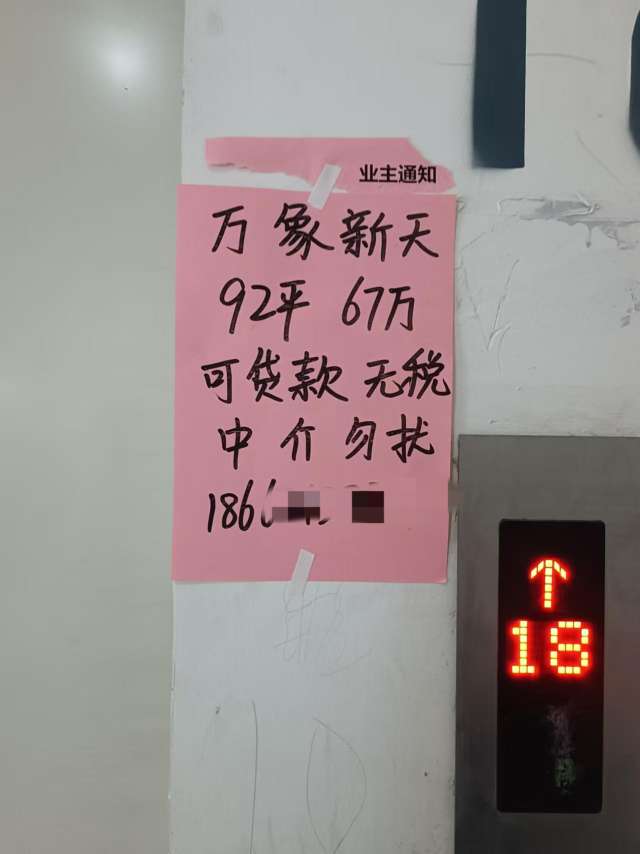 业主通知
万象新天
92平 67万
可贷款 无税
中介勿扰
186
18